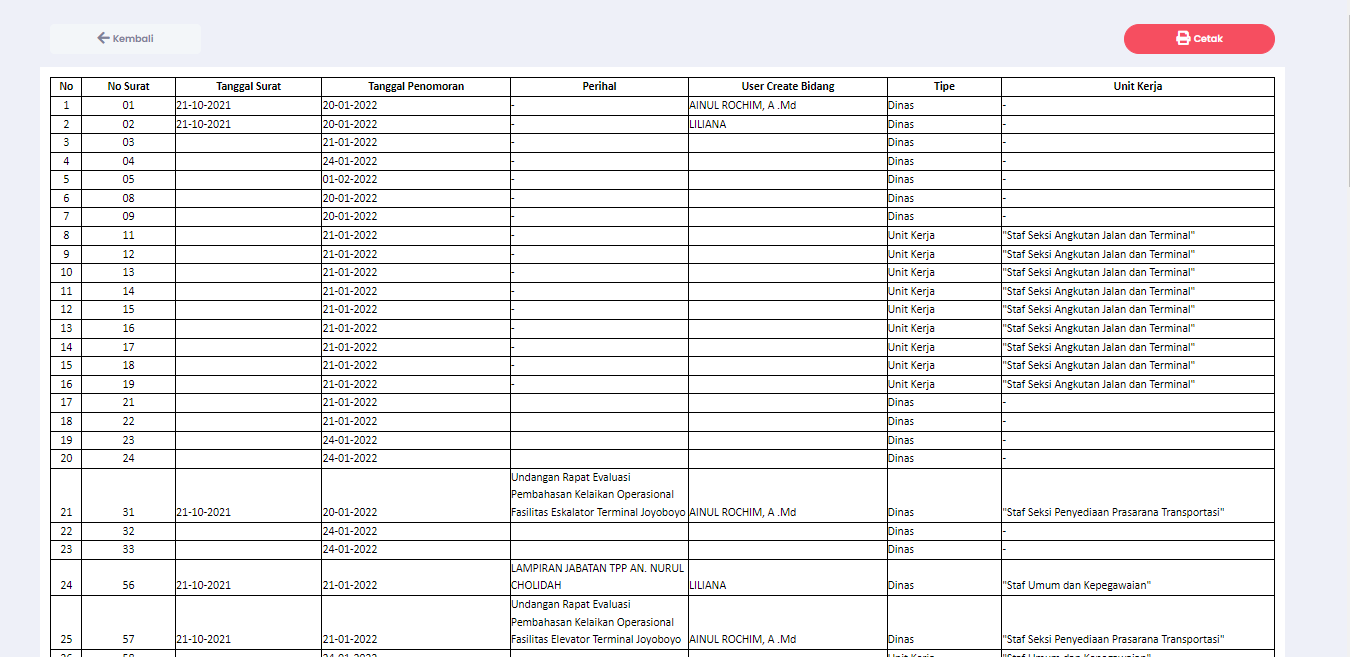 Kembali
Cetak
No No Surat Tanggal Surat Tanggal Penomoran Perihal User Create Bidang Tipe Unit Kerja
1 01 21-10-2021 20-01-2022 - AINUL ROCHIM, A .Md Dinas -
2 02 21-10-2021 20-01-2022 - LILIANA Dinas -
3 03 21-01-2022 - Dinas -
4 04 24-01-2022 - Dinas -
5 05 01-02-2022 - Dinas -
6 08 20-01-2022 - Dinas -
7 09 20-01-2022 - Dinas -
8 11 21-01-2022 - Unit Kerja "Staf Seksi Angkutan Jalan dan Terminal"
9 12 21-01-2022 - Unit Kerja "Staf Seksi Angkutan Jalan dan Terminal"
10 13 21-01-2022 - Unit Kerja "Staf Seksi Angkutan Jalan dan Terminal"
11 14 21-01-2022 - Unit Kerja "Staf Seksi Angkutan Jalan dan Terminal"
12 15 21-01-2022 - Unit Kerja "Staf Seksi Angkutan Jalan dan Terminal"
13 16 21-01-2022 - Unit Kerja "Staf Seksi Angkutan Jalan dan Terminal"
14 17 21-01-2022 - Unit Kerja "Staf Seksi Angkutan Jalan dan Terminal"
15 18 21-01-2022 - Unit Kerja "Staf Seksi Angkutan Jalan dan Terminal"
16 19 21-01-2022 - Unit Kerja "Staf Seksi Angkutan Jalan dan Terminal"
17 21 21-01-2022 Dinas -
18 22 21-01-2022 Dinas -
19 23 24-01-2022 Dinas -
20 24 24-01-2022 Dinas -
Undangan Rapat Evaluasi
Pembahasan Kelaikan Operasional
21 31 21-10-2021 20-01-2022 Fasilitas Eskalator Terminal Joyoboyo AINUL ROCHIM, A .Md Dinas "Staf Seksi Penyediaan Prasarana Transportasi"
22 32 24-01-2022 Dinas -
23 33 24-01-2022 Dinas -
LAMPIRAN JABATAN TPP AN. NURUL
24 56 21-10-2021 21-01-2022 CHOLIDAH LILIANA Dinas "Staf Umum dan Kepegawaian"
Undangan Rapat Evaluasi
Pembahasan Kelaikan Operasional
25 57 21-10-2021 21-01-2022 Fasilitas Elevator Terminal Joyoboyo AINUL ROCHIM, A .Md Dinas "Staf Seksi Penyediaan Prasarana Transportasi"